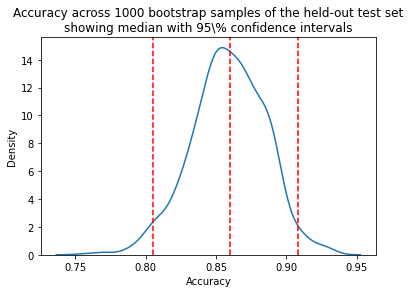 Accuracy across 1000 bootstrap samples of the held-out test set
showing median with 95\% confidence intervals
14
12
10
8
6
4
2
0
Density
0.75 0.80 0.85 0.90 0.95
Accuracy